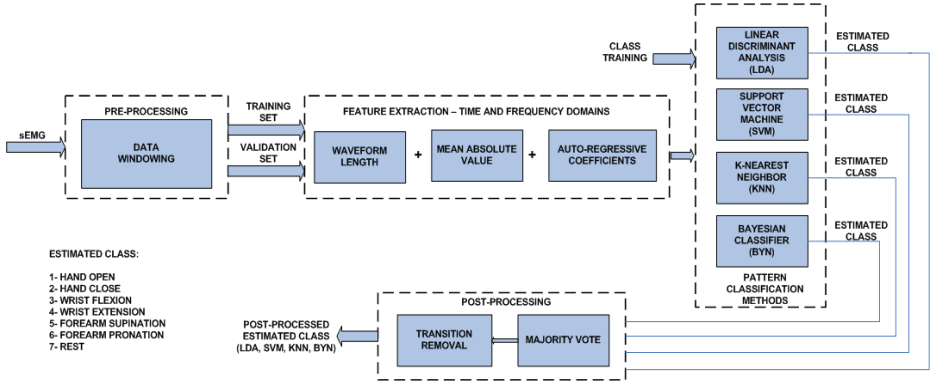 sEMG
PRE-PROCESSING
DATA
WINDOWING
TRAINING
SET
VALIDATION
SET
FEATURE EXTRACTION – TIME AND FREQUENCY DOMAINS
WAVEFORM
LENGTH
+
MEAN ABSOLUTE
VALUE
+
AUTO-REGRESSIVE
COEFFICIENTS
CLASS
TRAINING
LINEAR
DISCRIMINANT
ANALYSIS
(LDA)
ESTIMATED
CLASS
SUPPORT
VECTOR
MACHINE
(SVM)
ESTIMATED
CLASS
K-NEAREST
NEIGHBOR
(KNN)
ESTIMATED
CLASS
BAYESIAN
CLASSIFIER
(BYN)
ESTIMATED
CLASS
PATTERN
CLASSIFICATION
METHODS
POST-PROCESSING
MAJORITY VOTE
TRANSITION
REMOVAL
POST-PROCESSED
ESTIMATED CLASS
(LDA, SVM, KNN, BYN)
ESTIMATED CLASS:
1- HAND OPEN
2- HAND CLOSE
3- WRIST FLEXION
4- WRIST EXTENSION
5- FOREARM SUPINATION
6- FOREARM PRONATION
7- REST